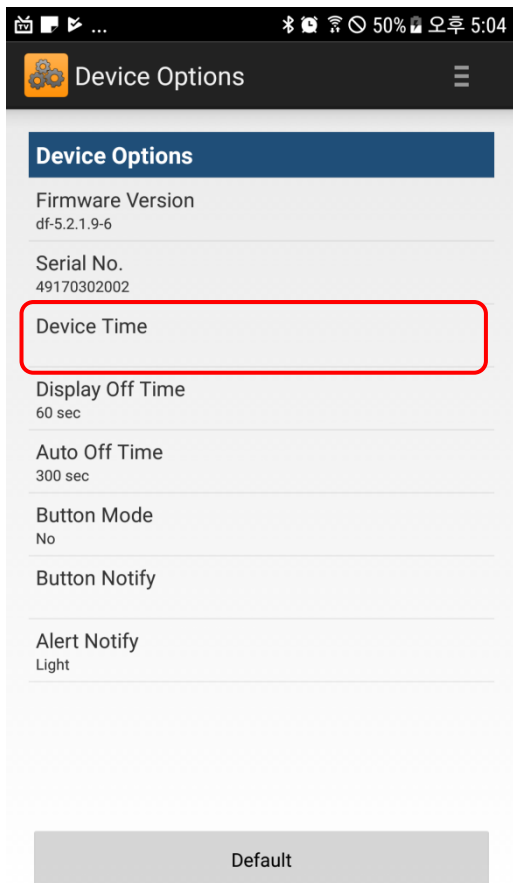 ... 50% 오후 5:04
Device Options
Device Options
Firmware Version
df-5.2.1.9-6
Serial No.
49170302002
Device Time
Display Off Time
60 sec
Auto Off Time
300 sec
Button Mode
No
Button Notify
Alert Notify
Light
Default